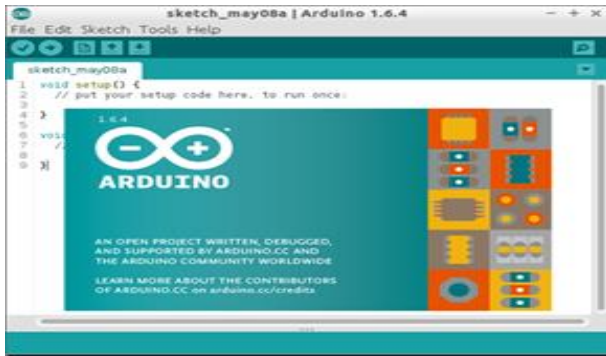 sketch_may08a | Arduino 1.6.4
File Edit Sketch Tools Help
sketch_may08a
1 void setup() {
2 // put your setup code here, to run once:
3
4 }
5
6 voi
7 /
8
9 }
1.6.4
ARDUINO
AN OPEN PROJECT WRITTEN, DEBUGGED,
AND SUPPORTED BY ARDUINO.CC AND
THE ARDUINO COMMUNITY WORLDWIDE
LEARN MORE ABOUT THE CONTRIBUTORS
OF ARDUINO.CC on arduino.cc/credits